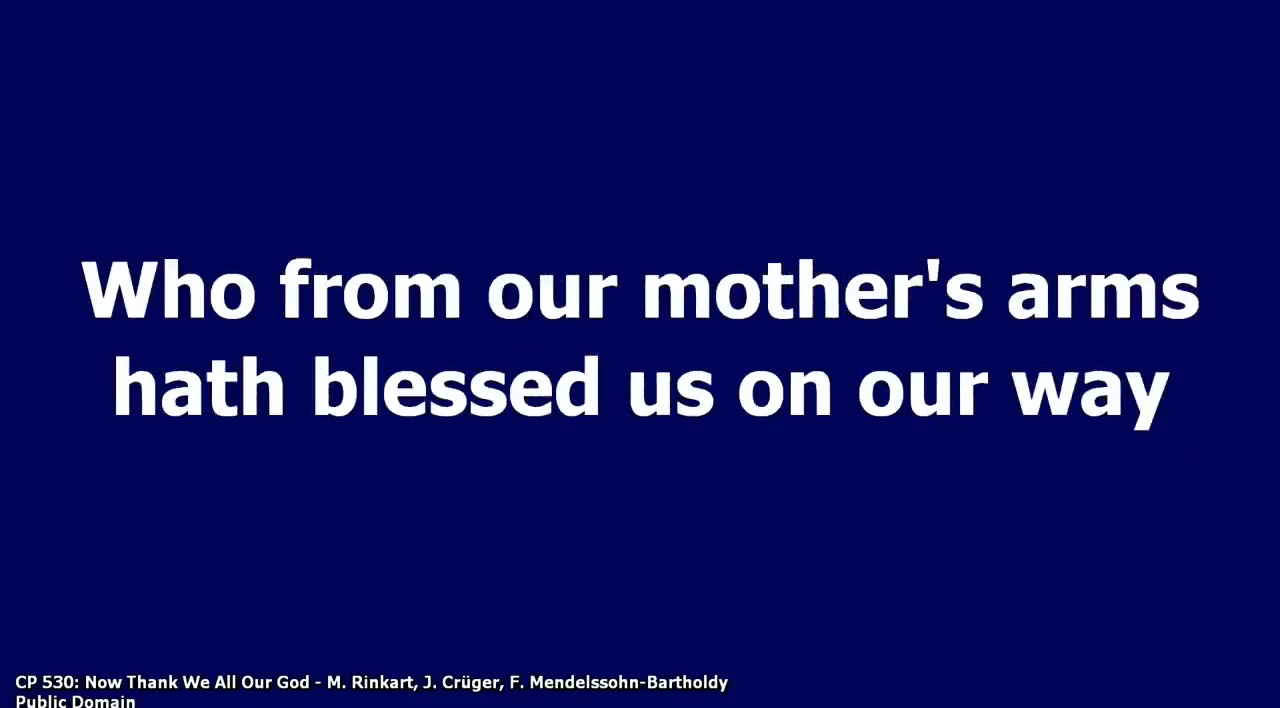 Who from our mother's arms
hath blessed us on our way
CP 530: Now Thank We All Our God - M. Rinkart, J. Crüger, F. Mendelssohn-Bartholdy
Public Domain